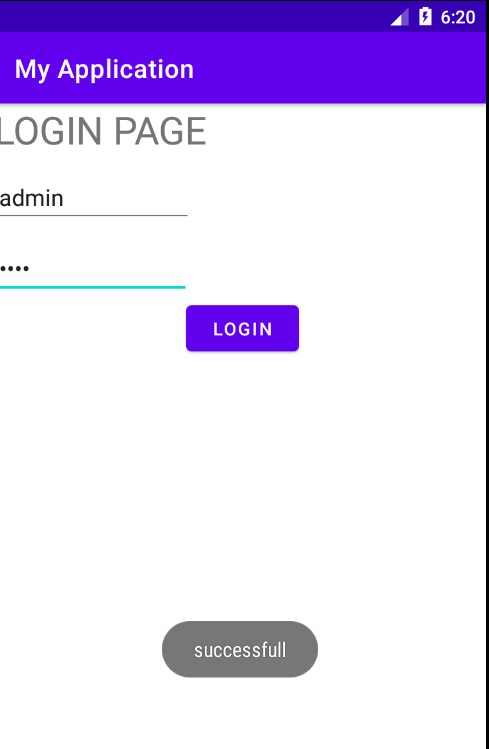 6:20
My Application
LOGIN PAGE
admin
••••
LOGIN
successfull